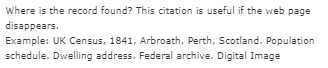 Where is the record found? This citation is useful if the web page
disappears.
Example: UK Census, 1841, Arbroath, Perth, Scotland. Population
schedule. Dwelling address. Federal archive. Digital Image